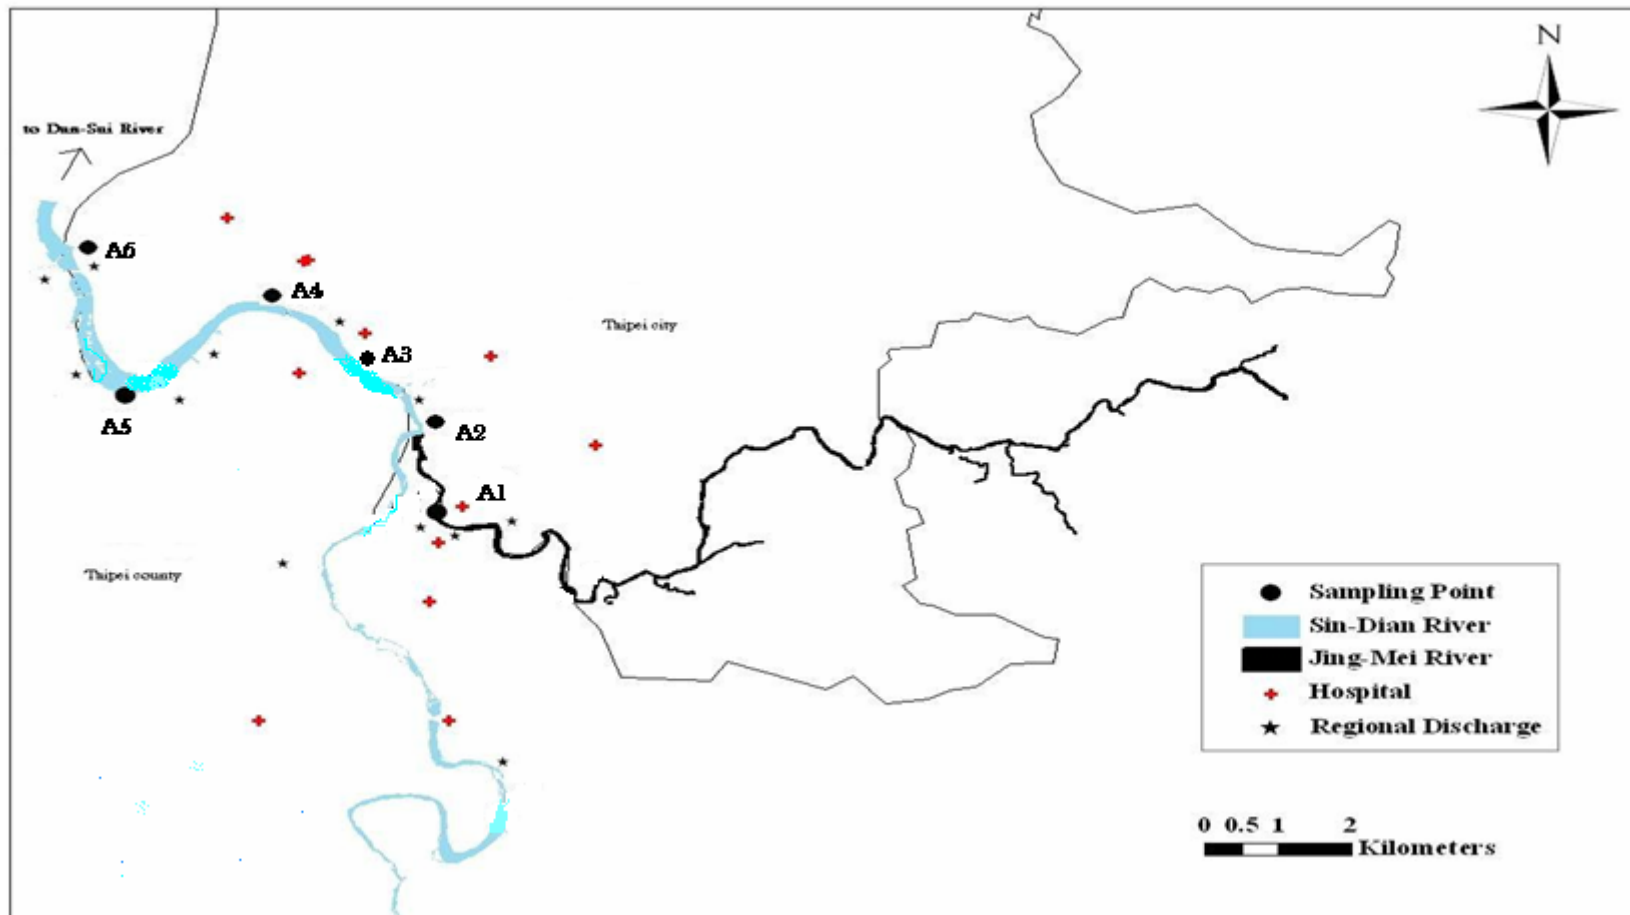 N
to Dan-Sui River
A6
A4
Taipei city
A3
A5
A2
A1
Taipei county
Sampling Point
Sin-Dian River
Jing-Mei River
Hospital
Regional Discharge
0 0.5 1 2
Kilometers